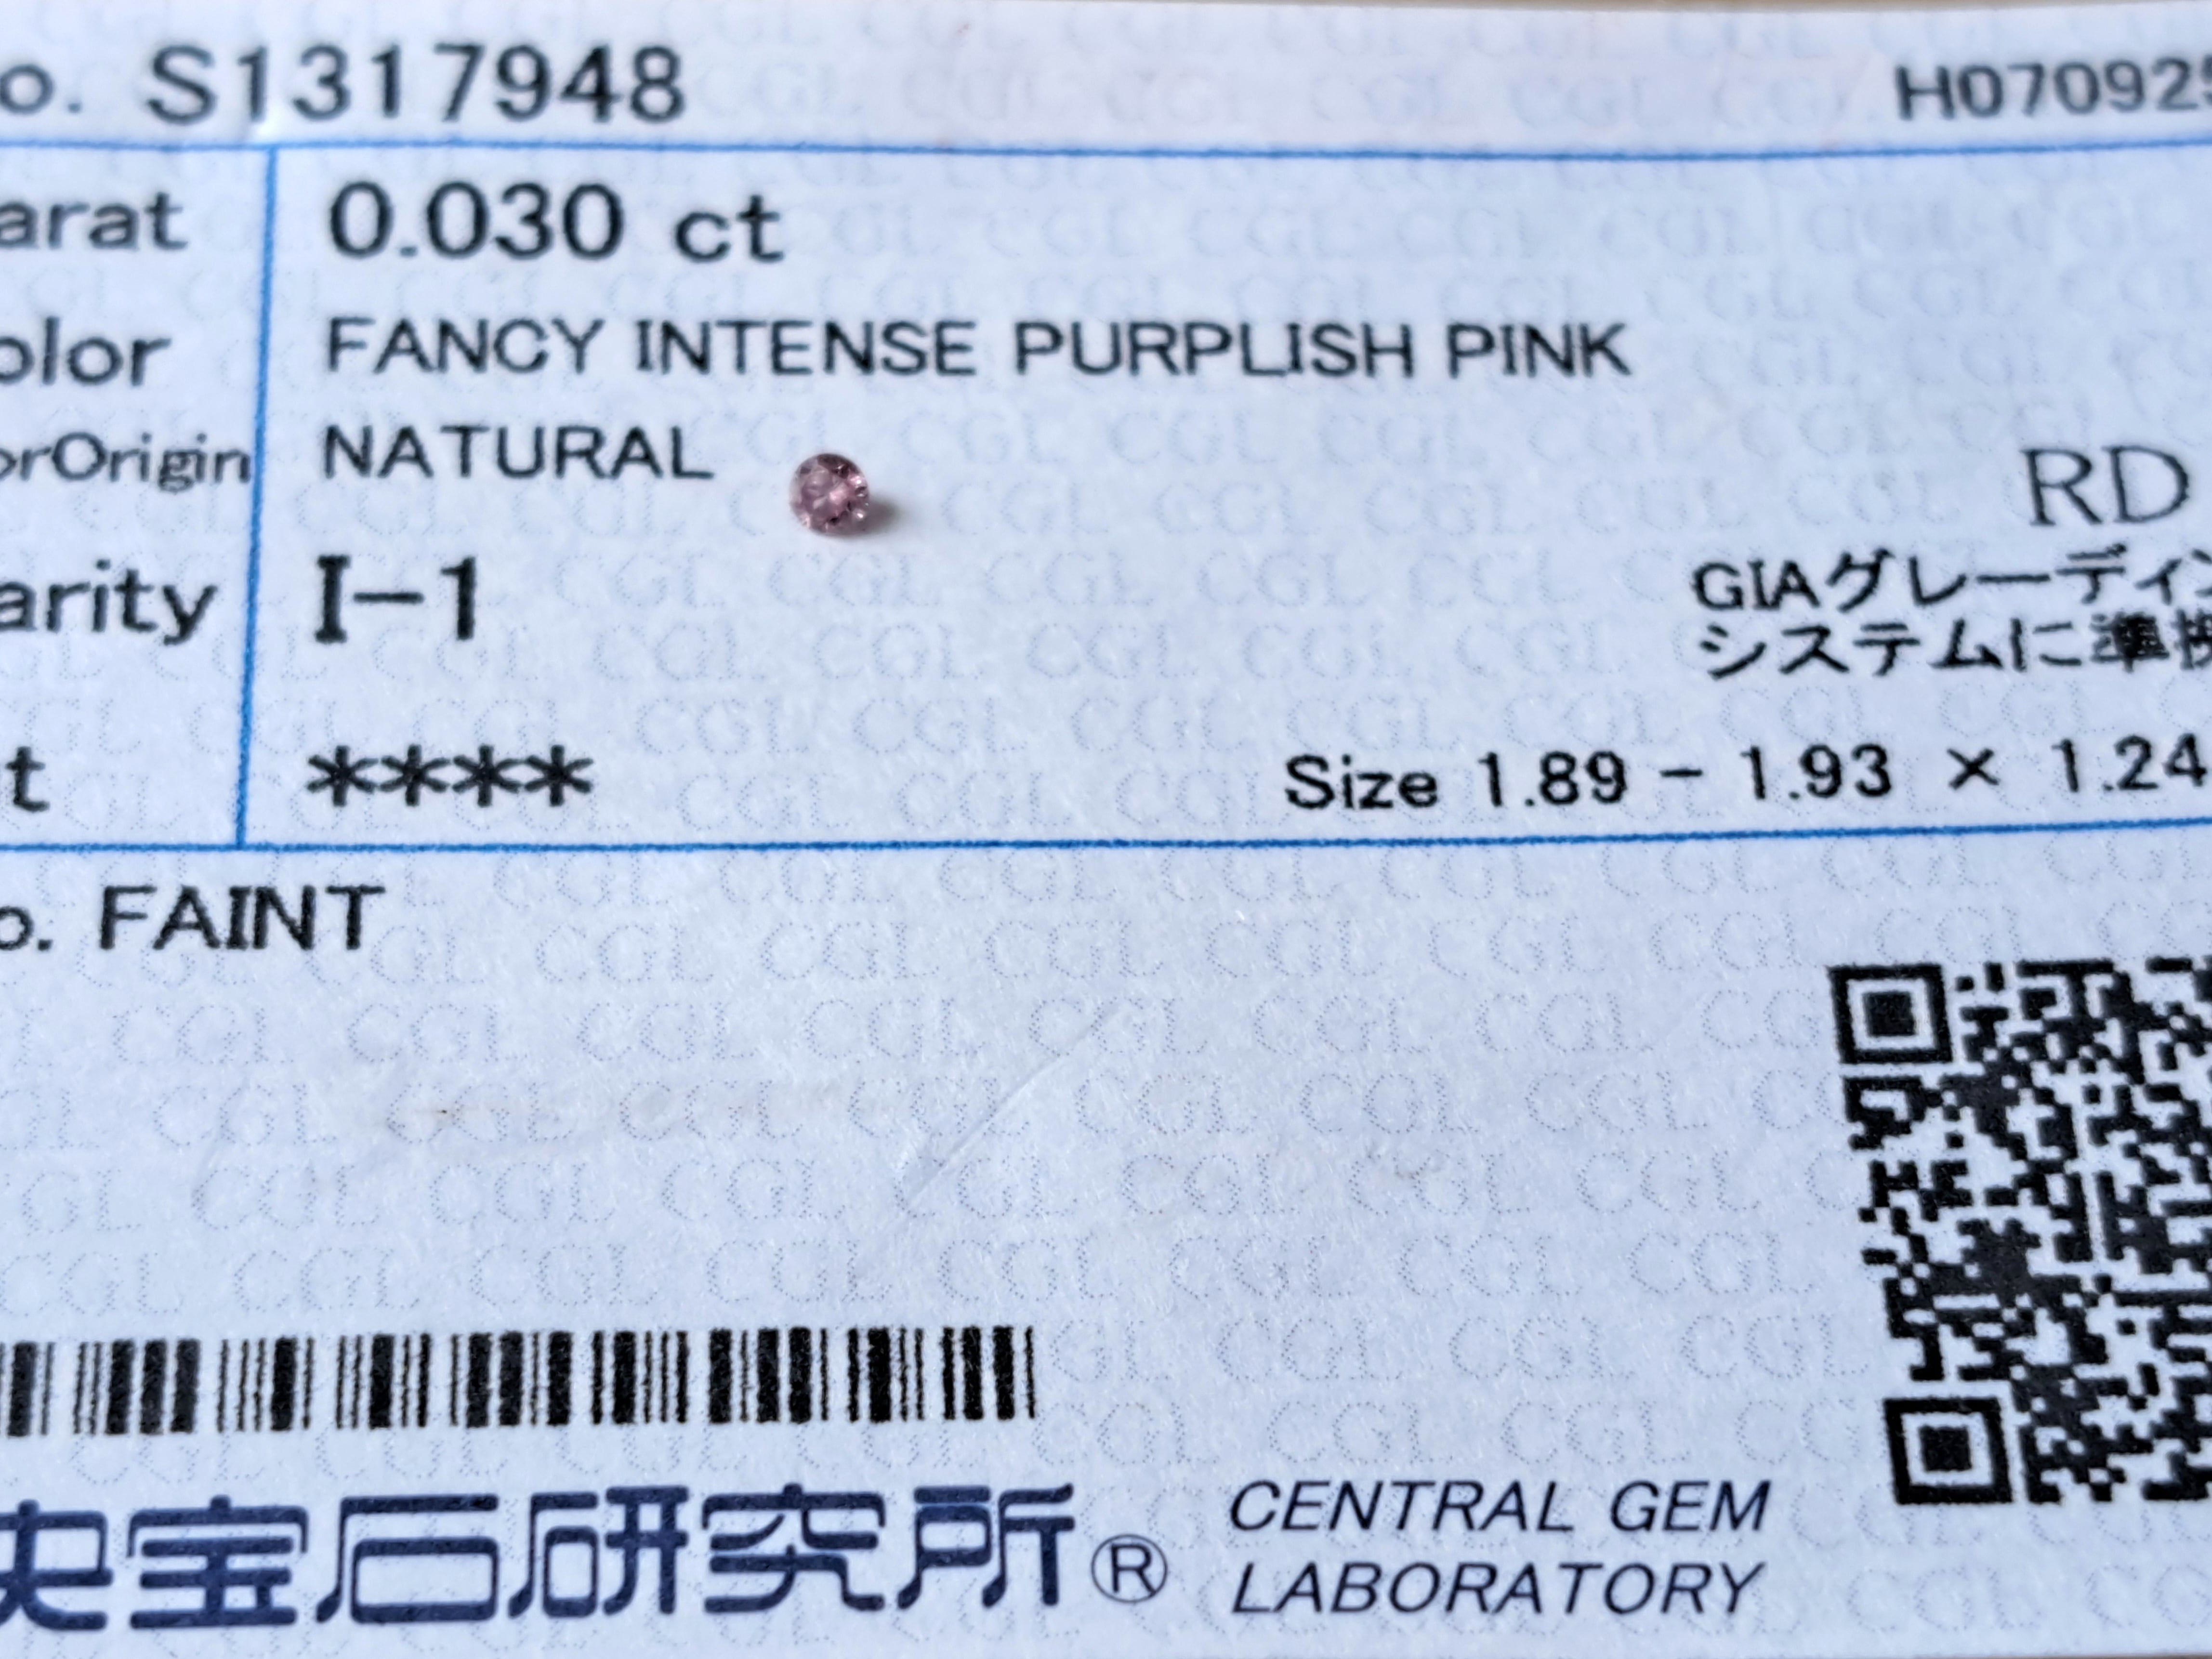 o. S1317948 H070925
arat 0.030 ct
olor FANCY INTENSE PURPLISH PINK
orOrigin NATURAL
RD
arity I-1
GIAグレーディン
システムに準拠
t ****
Size 1.89 - 1.93 × 1.24
o. FAINT
央宝石研究所® CENTRAL GEM
LABORATORY